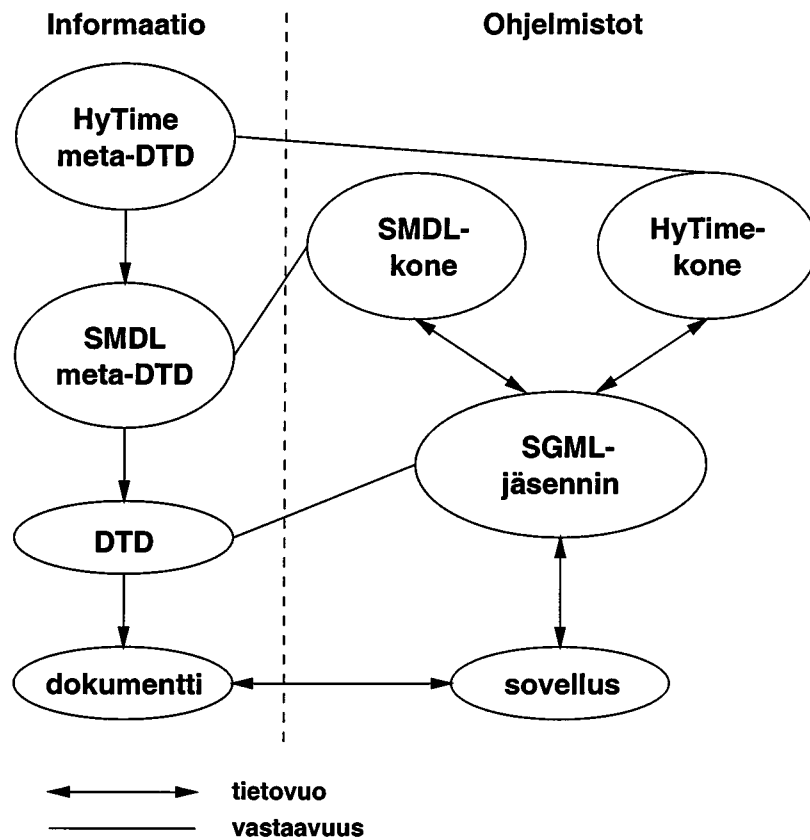 Informaatio
Ohjelmistot
HyTime
meta-DTD
SMDL-
kone
HyTime-
kone
SMDL
meta-DTD
SGML-
jäsennin
DTD
dokumentti
sovellus
tietovuo
vastaavuus